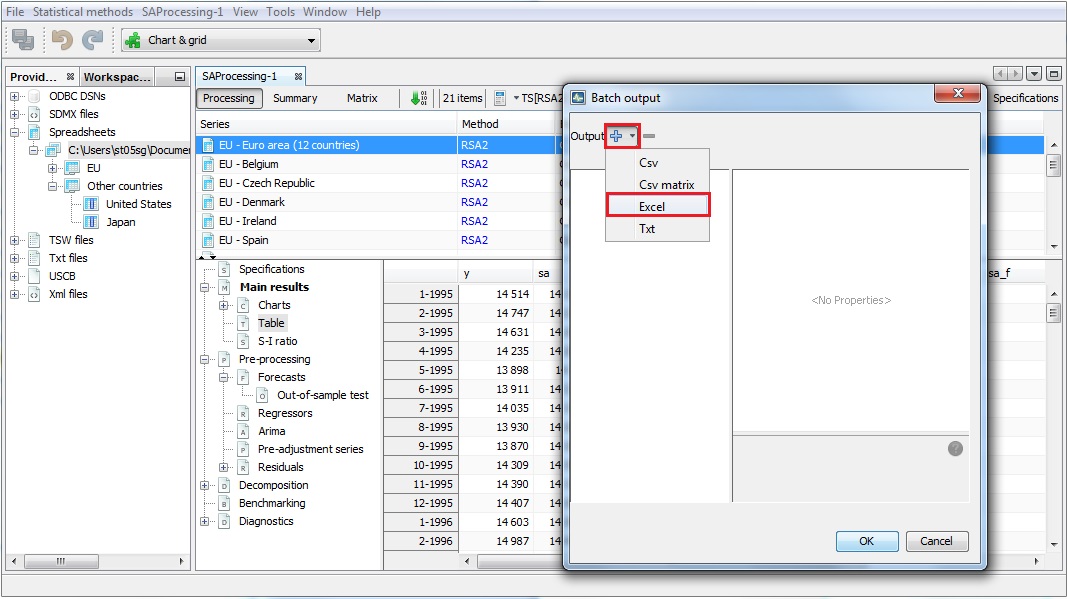 File Statistical methods SAProcessing-1 View Tools Window Help
Chart & grid
Provid... Workspac...
ODBC DSNs
SDMX files
Spreadsheets
C:\Users\st05sg\Documen
EU
Other countries
United States
Japan
TSW files
Txt files
USCB
Xml files
SAProcessing-1
Processing Summary Matrix 21 items TS[RSA2 Specifications
Series Method
EU - Euro area (12 countries) RSA2
EU - Belgium RSA2
EU - Czech Republic RSA2
EU - Denmark RSA2
EU - Ireland RSA2
EU - Spain RSA2
Specifications
Main results
Charts
Table
S-I ratio
Pre-processing
Forecasts
Out-of-sample test
Regressors
Arima
Pre-adjustment series
Residuals
Decomposition
Benchmarking
Diagnostics
y sa sa_f
1-1995 14 514 14
2-1995 14 747 14
3-1995 14 631 14
4-1995 14 235 14
5-1995 13 898 1
6-1995 13 911 14
7-1995 14 035 14
8-1995 13 930 14
9-1995 13 870 14
10-1995 14 309 14
11-1995 14 390 14
12-1995 14 407 14
1-1996 14 603 14
2-1996 14 987 14
Batch output
Output
Csv
Csv matrix
Excel
Txt
<No Properties>
OK Cancel